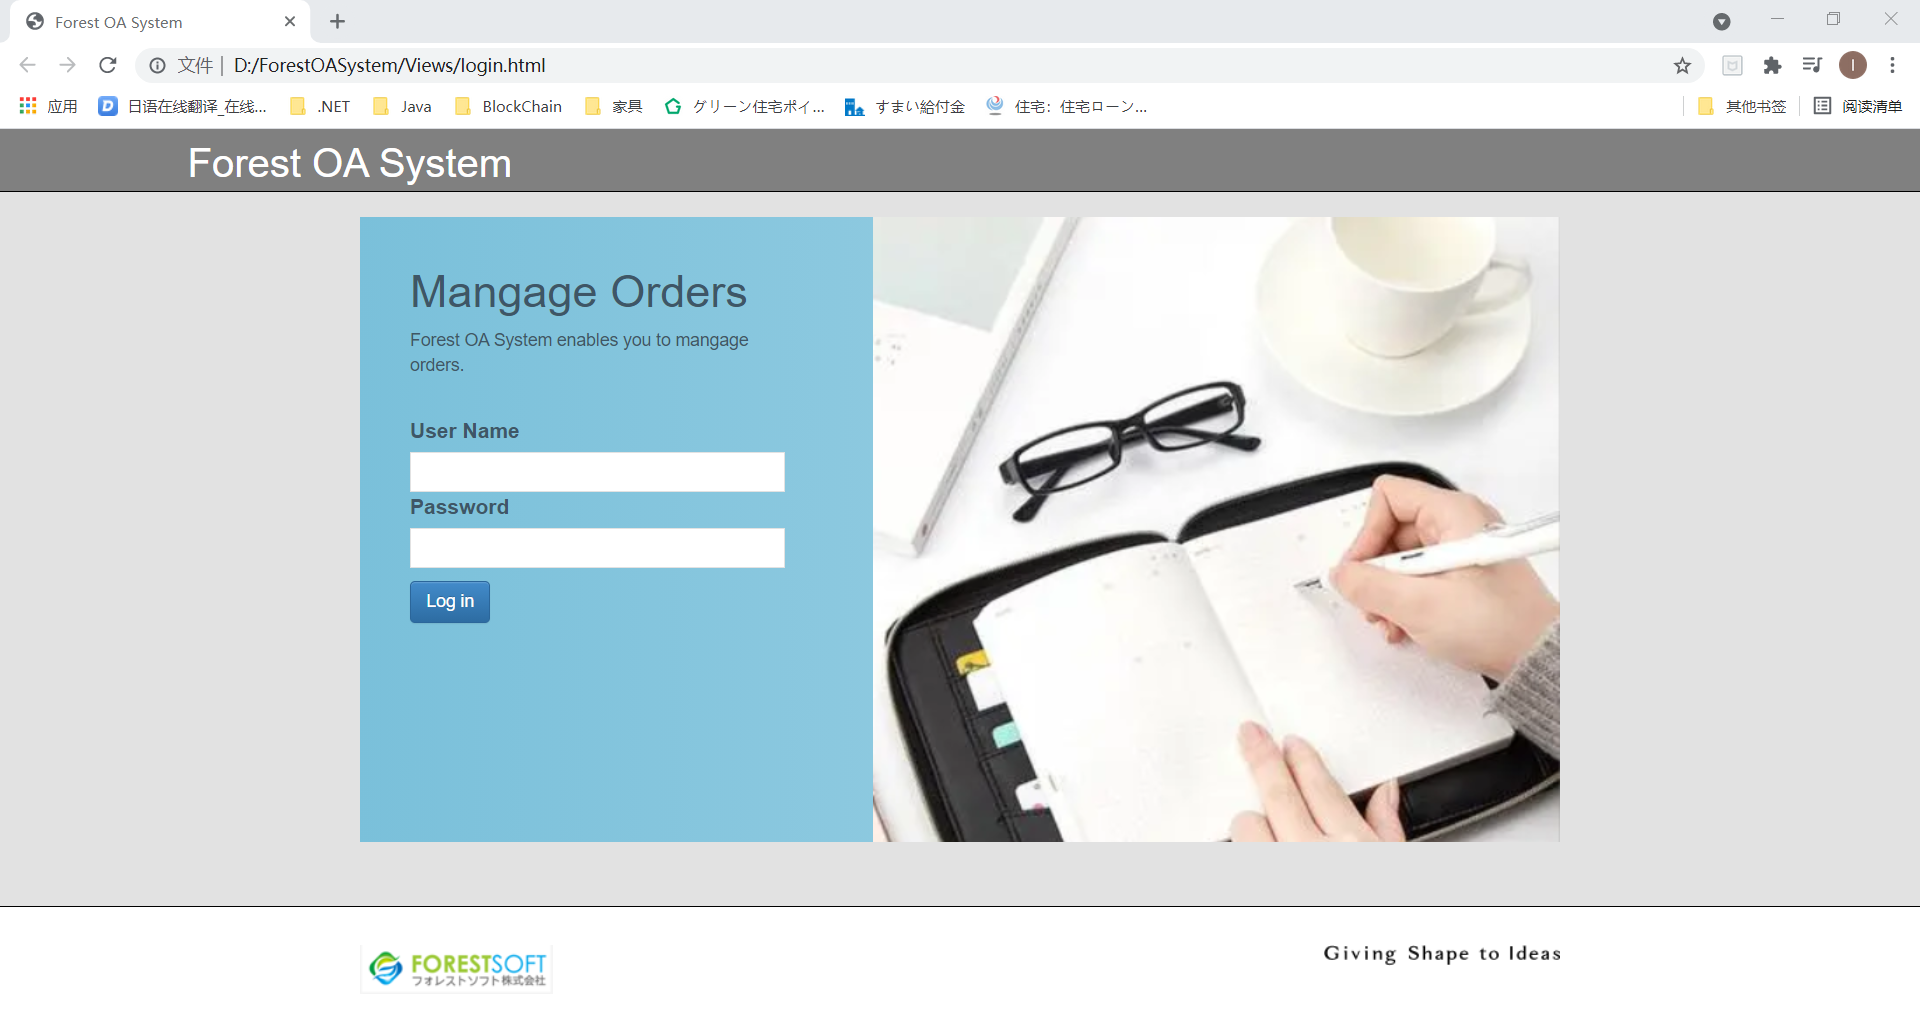 Forest OA System
文件 | D:/ForestOASystem/Views/login.html
I
应用
日语在线翻译_在线...
.NET
Java
BlockChain
家具
グリーン住宅ポイ...
すまい給付金
住宅：住宅ローン...
其他书签
阅读清单
Forest OA System
Mangage Orders
Forest OA System enables you to mangage
orders.
User Name
Password
Log in
FORESTSOFT
フォレストソフト株式会社
Giving Shape to Ideas